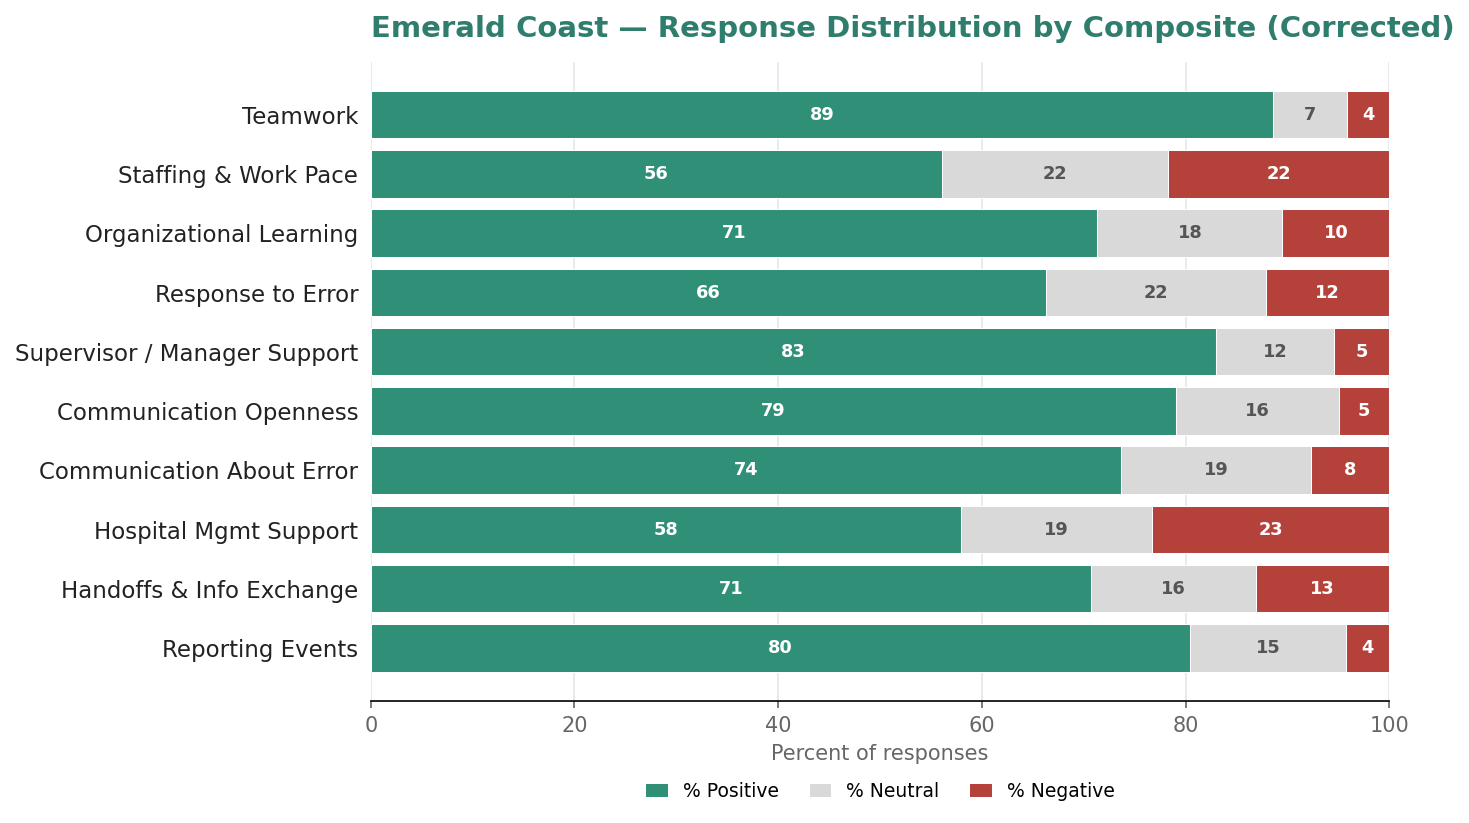 Emerald Coast — Response Distribution by Composite (Corrected)
Teamwork 89 7 4
Staffing & Work Pace 56 22 22
Organizational Learning 71 18 10
Response to Error 66 22 12
Supervisor / Manager Support 83 12 5
Communication Openness 79 16 5
Communication About Error 74 19 8
Hospital Mgmt Support 58 19 23
Handoffs & Info Exchange 71 16 13
Reporting Events 80 15 4
0 20 40 60 80 100
Percent of responses
% Positive % Neutral % Negative